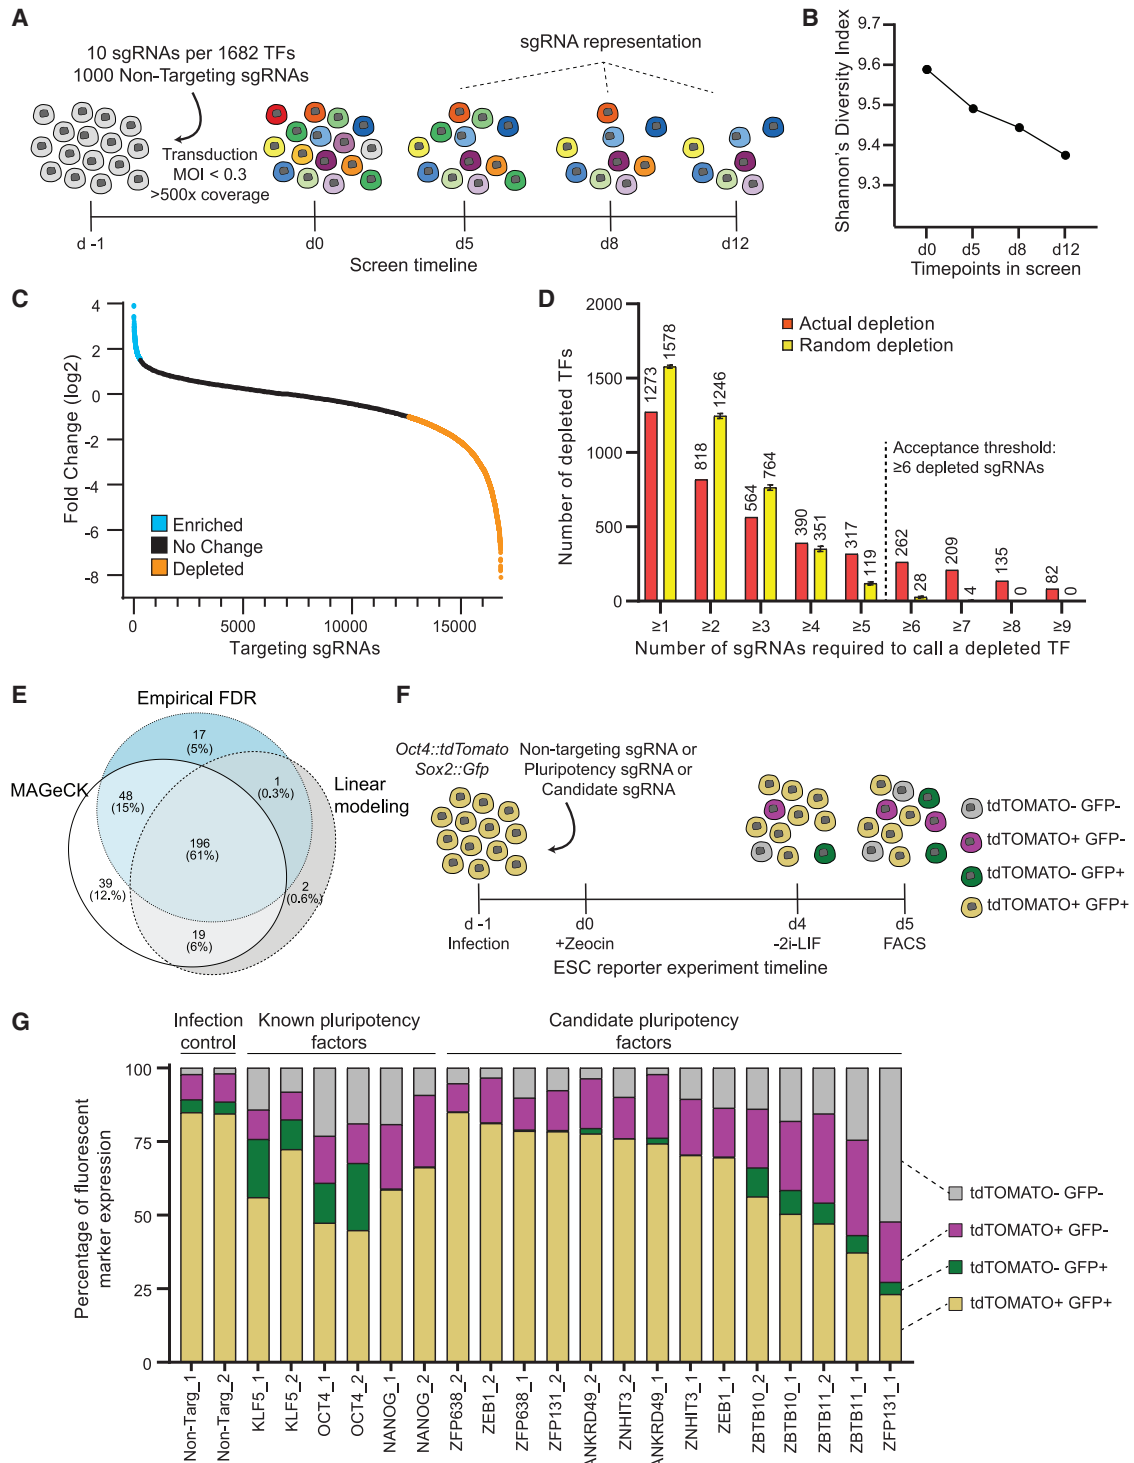 A
10 sgRNAs per 1682 TFs
1000 Non-Targeting sgRNAs
sgRNA representation
Transduction
MOI < 0.3
>500x coverage
d -1
d0
d5
d8
d12
Screen timeline
B
Shannon's Diversity Index
9.7
9.6
9.5
9.4
9.3
d0
d5
d8
d12
Timepoints in screen
C
Fold Change (log2)
4
2
0
-2
-4
-6
-8
Enriched
No Change
Depleted
0
5000
10000
15000
Targeting sgRNAs
D
Number of depleted TFs
2000
1500
1000
500
0
Actual depletion
Random depletion
1273
1578
818
1246
564
764
390
351
317
119
262
28
209
4
135
0
82
0
Acceptance threshold:
≥6 depleted sgRNAs
≥1
≥2
≥3
≥4
≥5
≥6
≥7
≥8
≥9
Number of sgRNAs required to call a depleted TF
E
Empirical FDR
MAGeCK
Linear
modeling
17
(5%)
48
(15%)
1
(0.3%)
196
(61%)
39
(12.%)
2
(0.6%)
19
(6%)
F
Oct4::tdTomato
Sox2::Gfp
Non-targeting sgRNA or
Pluripotency sgRNA or
Candidate sgRNA
tdTOMATO- GFP-
tdTOMATO+ GFP-
tdTOMATO- GFP+
tdTOMATO+ GFP+
d -1
Infection
d0
+Zeocin
d4
-2i-LIF
d5
FACS
ESC reporter experiment timeline
G
Infection
control
Known pluripotency
factors
Candidate pluripotency
factors
Percentage of fluorescent
marker expression
100
75
50
25
0
tdTOMATO- GFP-
tdTOMATO+ GFP-
tdTOMATO- GFP+
tdTOMATO+ GFP+
Non-Targ_1
Non-Targ_2
KLF5_1
KLF5_2
OCT4_1
OCT4_2
NANOG_1
NANOG_2
ZFP638_2
ZEB1_2
ZFP638_1
ZFP131_2
ANKRD49_2
ZNHIT3_2
ANKRD49_1
ZNHIT3_1
ZEB1_1
ZBTB10_2
ZBTB10_1
ZBTB11_2
ZBTB11_1
ZFP131_1